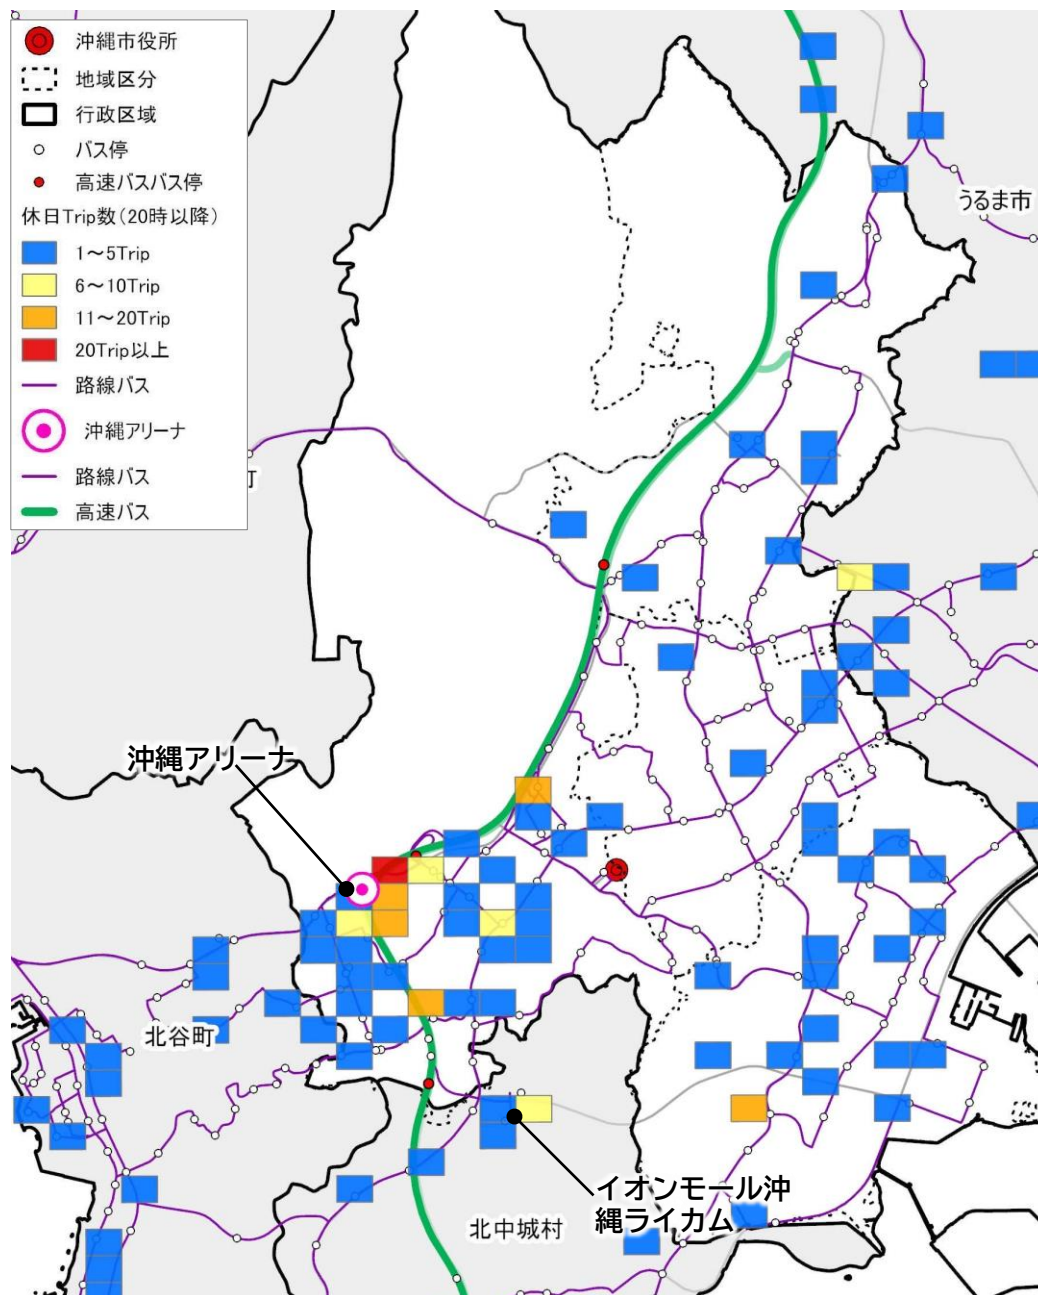 沖縄市役所
地域区分
行政区域
バス停
高速バスバス停
休日Trip数(20時以降)
1～5Trip
6～10Trip
11～20Trip
20Trip以上
路線バス
沖縄アリーナ
路線バス
高速バス
うるま市
町
沖縄アリーナ
北谷町
イオンモール沖
縄ライカム
北中城村